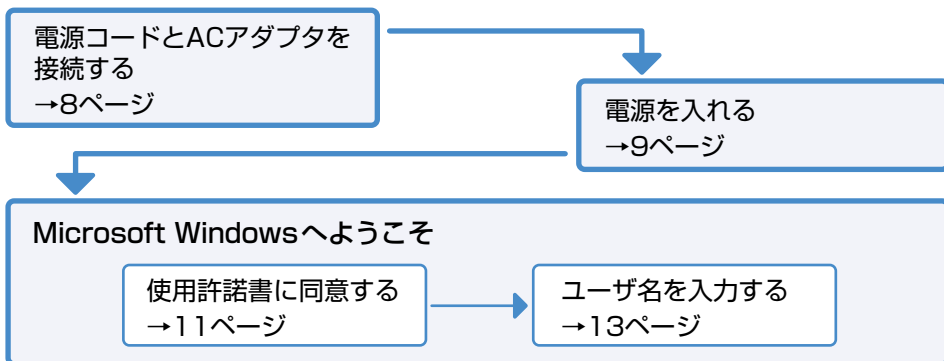 電源コードとACアダプタを
接続する
→8ページ
電源を入れる
→9ページ
Microsoft Windowsへようこそ
使用許諾書に同意する
→11ページ
ユーザ名を入力する
→13ページ